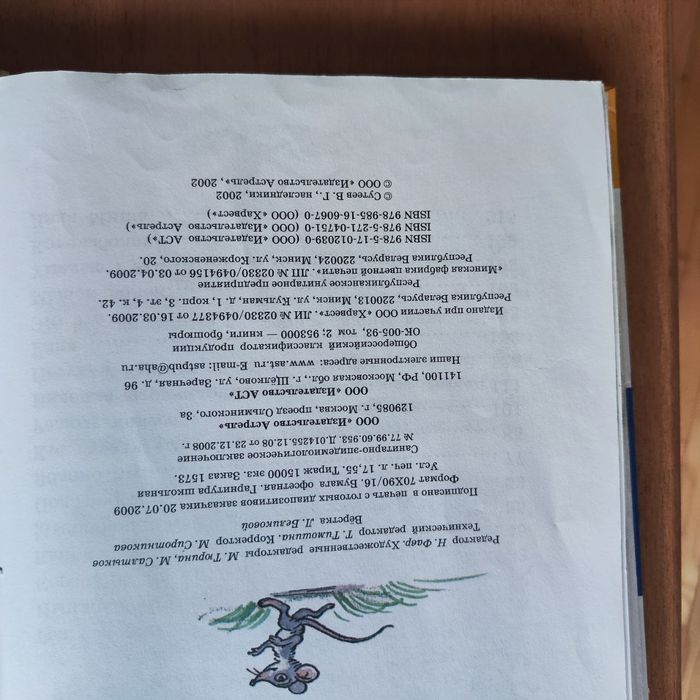 Редактор Н. Фаер. Художественные редакторы М. Тюрина, М. Салтыков
Технический редактор Т. Тимошина. Корректор М. Сиротникова
Вёрстка Л. Великовой
Подписано в печать с готовых диапозитивов заказчика 20.07.2009
Формат 70X90/16. Бумага офсетная. Гарнитура школьная
Усл. печ. л. 17,55. Тираж 15000 экз. Заказ 1573.
Санитарно-эпидемиологическое заключение
№ 77.99.60.953. Д.014255.12.08 от 23.12.2008 г
ООО «Издательство Астрель»
129085, г. Москва, проезд Ольминского, 3а
ООО «Издательство АСТ»
141100, РФ, Московская обл., г. Щёлково, ул. Заречная, д. 96
Наши электронные адреса: www.ast.ru E-mail: astpub@aha.ru
Общероссийский классификатор продукции
ОК-005-93, том 2; 953000 — книги, брошюры
Издано при участии ООО «Харвест». ЛИ № 02330/0494377 от 16.03.2009.
Республика Беларусь, 220013, Минск, ул. Кульман, д. 1, корп. 3, эт. 4, к. 42.
Республиканское унитарное предприятие
«Минская фабрика цветной печати». ЛП № 02330/0494156 от 03.04.2009.
Республика Беларусь, 220024, Минск, ул. Корженевского, 20.
ISBN 978-5-17-012039-0 (ООО «Издательство АСТ»)
ISBN 978-5-271-04751-0 (ООО «Издательство Астрель»)
ISBN 978-985-16-6067-0 (ООО «Харвест»)
© Сутеев В. Г., наследники, 2002
© ООО «Издательство Астрель», 2002